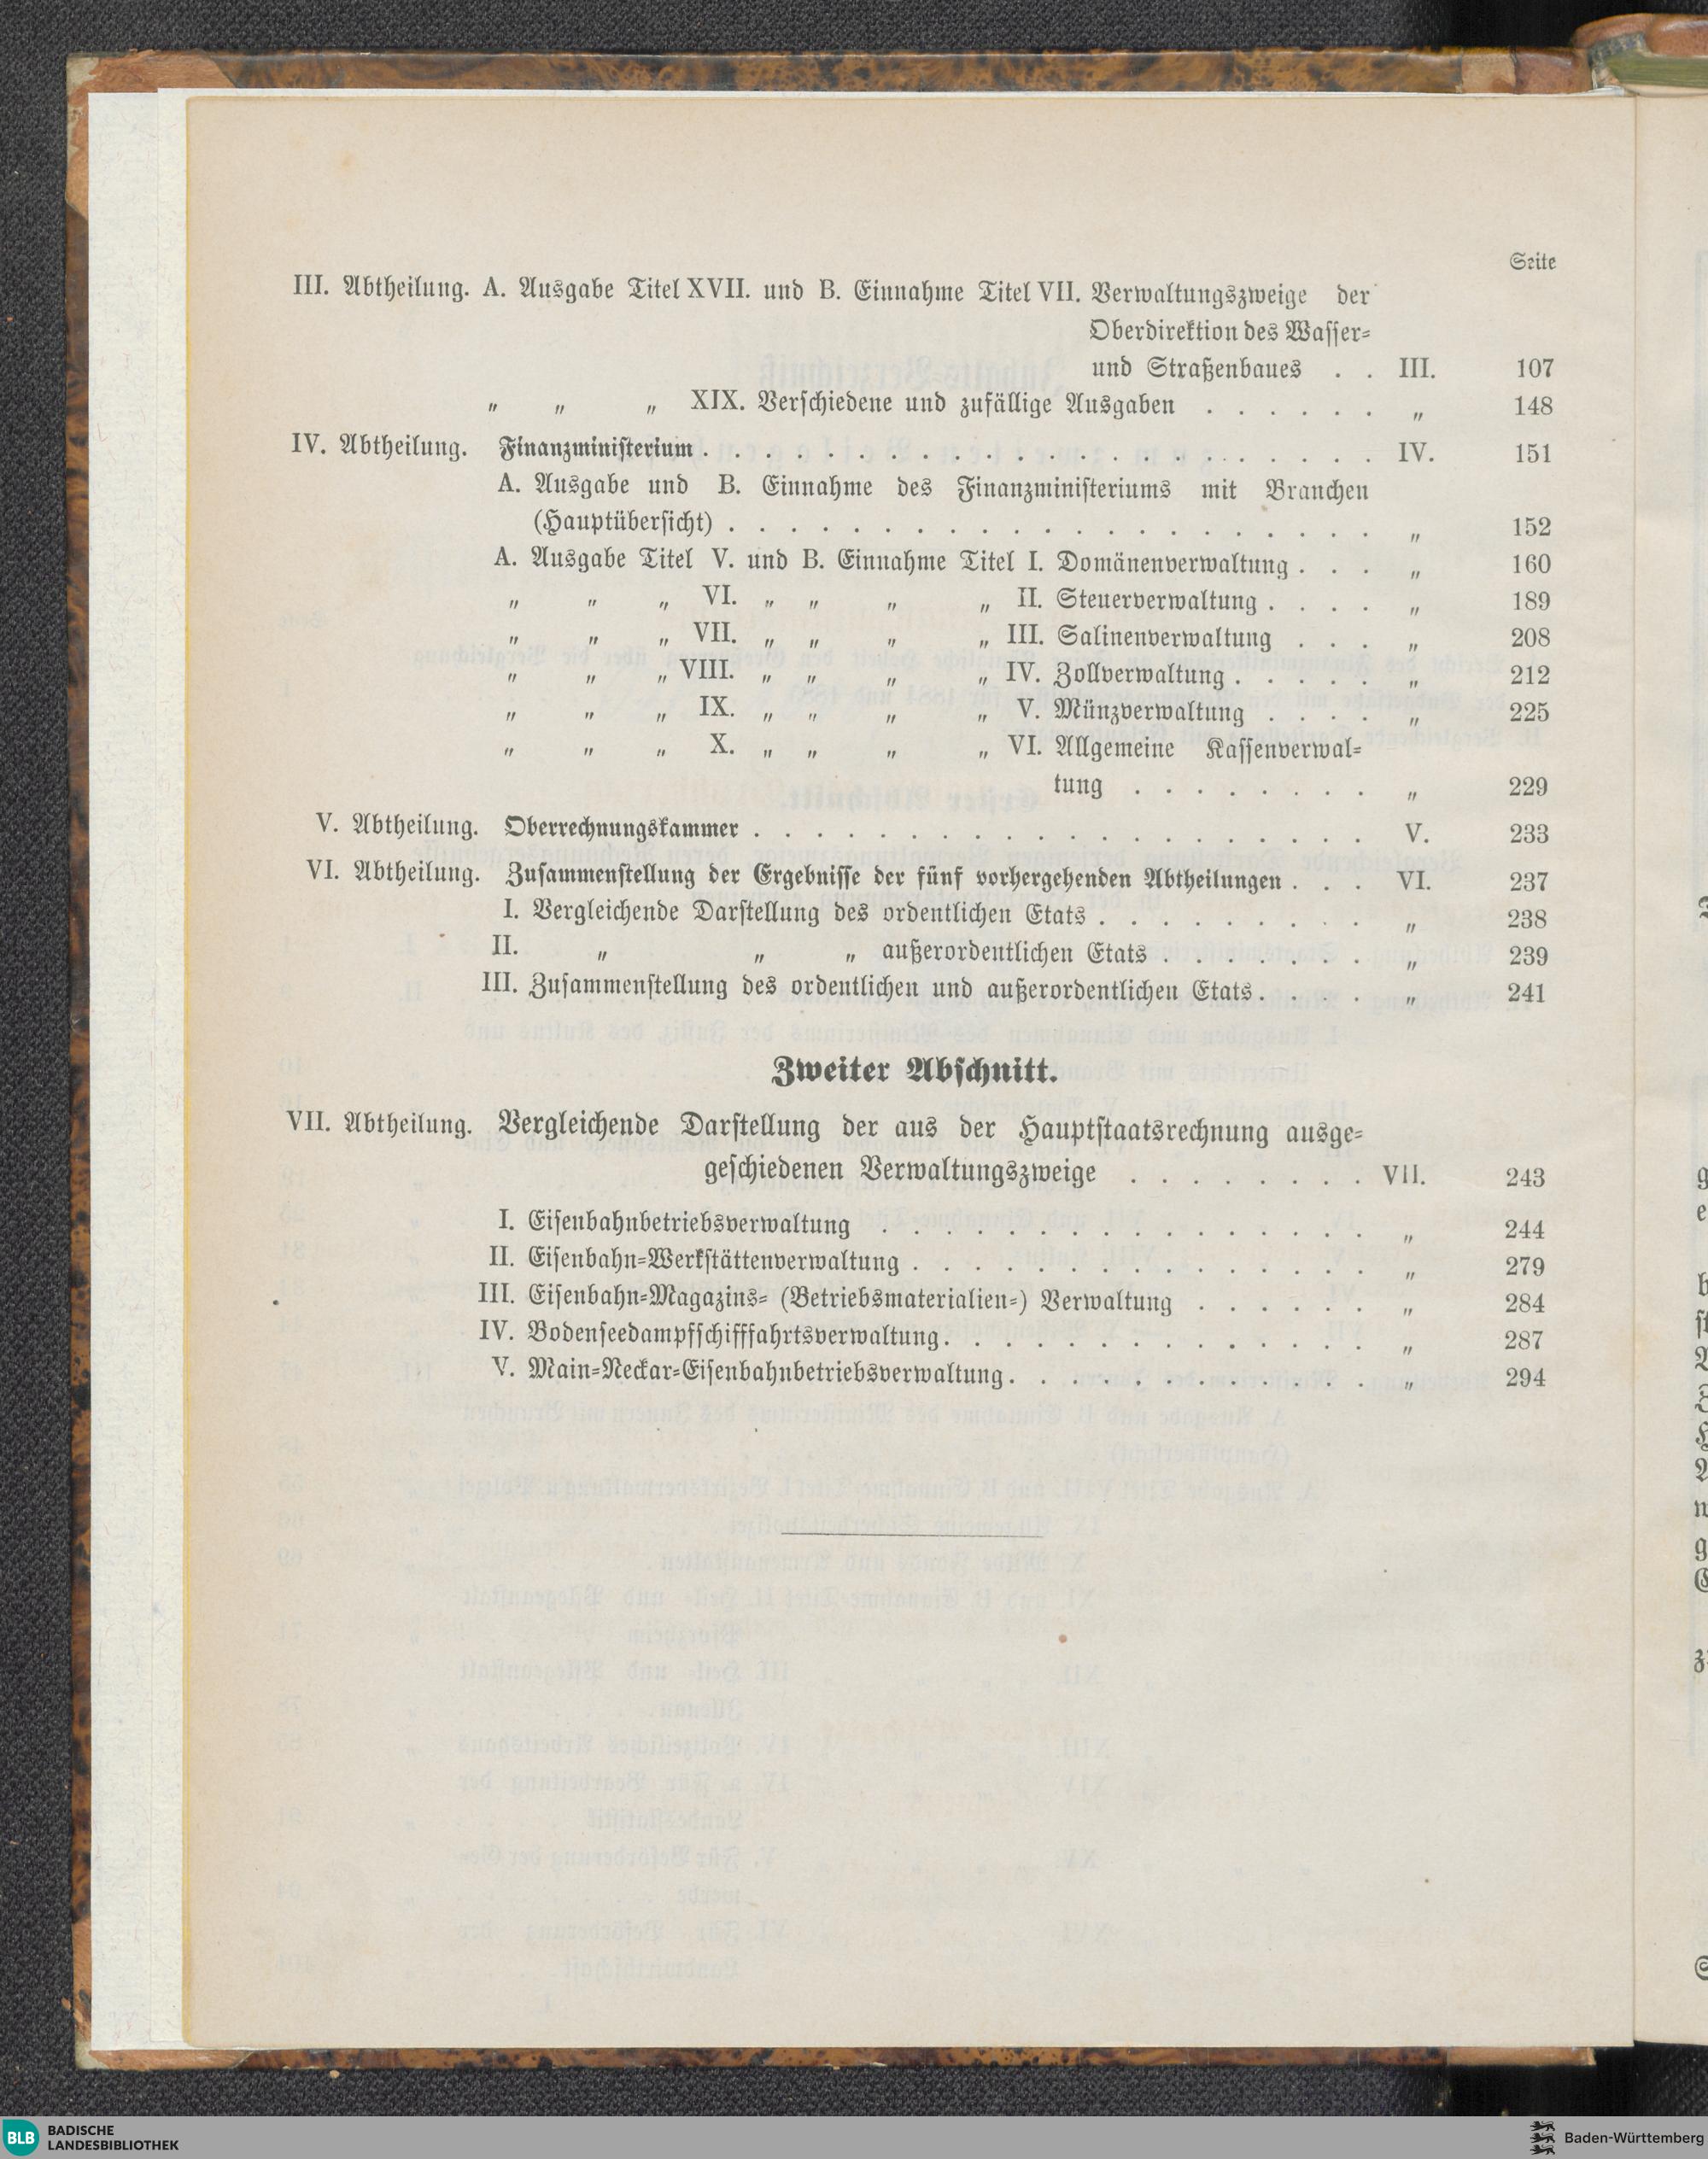 Seite
III. Abtheilung. A. Ausgabe Titel XVII. und B. Einnahme Titel VII. Verwaltungszweige der
Oberdirektion des Wasser-
und Straßenbaues . . III. 107
" " " XIX. Verschiedene und zufällige Ausgaben . . . . . . " 148
IV. Abtheilung. Finanzministerium . . . . . . . . . . . . . . . . . . . . . . IV. 151
A. Ausgabe und B. Einnahme des Finanzministeriums mit Branchen
(Hauptübersicht) . . . . . . . . . . . . . . . . . . . . . " 152
A. Ausgabe Titel V. und B. Einnahme Titel I. Domänenverwaltung . . . " 160
" " " VI. " " " " II. Steuerverwaltung . . . . " 189
" " " VII. " " " " III. Salinenverwaltung . . . " 208
" " " VIII. " " " " IV. Zollverwaltung . . . . . " 212
" " " IX. " " " " V. Münzverwaltung . . . . " 225
" " " X. " " " " VI. Allgemeine Kassenverwal-
tung . . . . . . . . " 229
V. Abtheilung. Oberrechnungskammer . . . . . . . . . . . . . . . . . . . . V. 233
VI. Abtheilung. Zusammenstellung der Ergebnisse der fünf vorhergehenden Abtheilungen . . . VI. 237
I. Vergleichende Darstellung des ordentlichen Etats . . . . . . . . . " 238
II. " " " außerordentlichen Etats . . . . . . . " 239
III. Zusammenstellung des ordentlichen und außerordentlichen Etats . . . . " 241
Zweiter Abschnitt.
VII. Abtheilung. Vergleichende Darstellung der aus der Hauptstaatsrechnung ausge-
geschiedenen Verwaltungszweige . . . . . . . . VII. 243
I. Eisenbahnbetriebsverwaltung . . . . . . . . . . . . . . . . " 244
II. Eisenbahn-Werkstättenverwaltung . . . . . . . . . . . . . . . " 279
III. Eisenbahn-Magazins- (Betriebsmaterialien-) Verwaltung . . . . . . " 284
IV. Bodenseedampfschifffahrtsverwaltung . . . . . . . . . . . . . . " 287
V. Main-Neckar-Eisenbahnbetriebsverwaltung . . . . . . . . . . . . " 294
BLB BADISCHE
LANDESBIBLIOTHEK
Baden-Württemberg